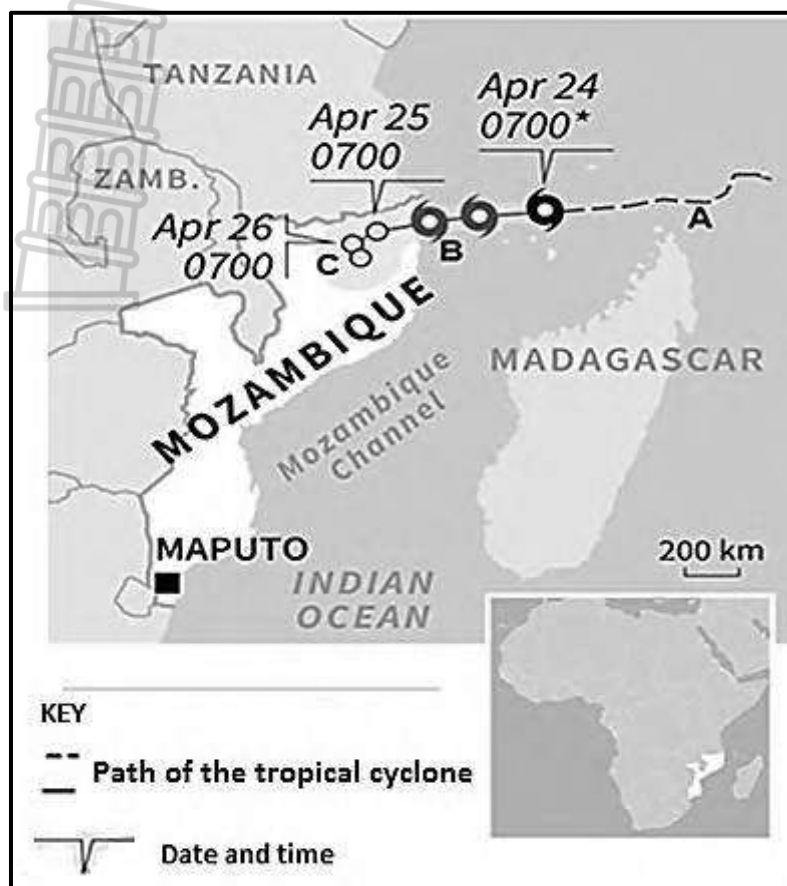 TANZANIA
Apr 24
0700*
Apr 25
0700
ZAMB.
Apr 26
0700
A
B
C
MOZAMBIQUE
MADAGASCAR
Mozambique
Channel
200 km
MAPUTO
INDIAN
OCEAN
KEY
Path of the tropical cyclone
Date and time